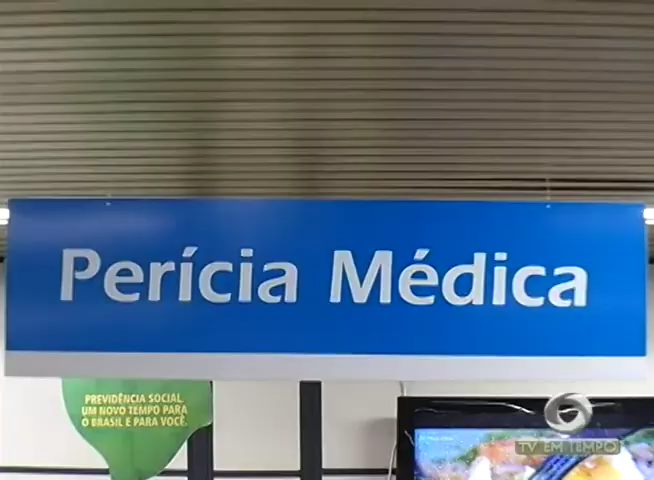 Perícia Médica
PREVIDÊNCIA SOCIAL
UM NOVO TEMPO PARA
O BRASIL E PARA VOCÊ.
TV EM TEMPO